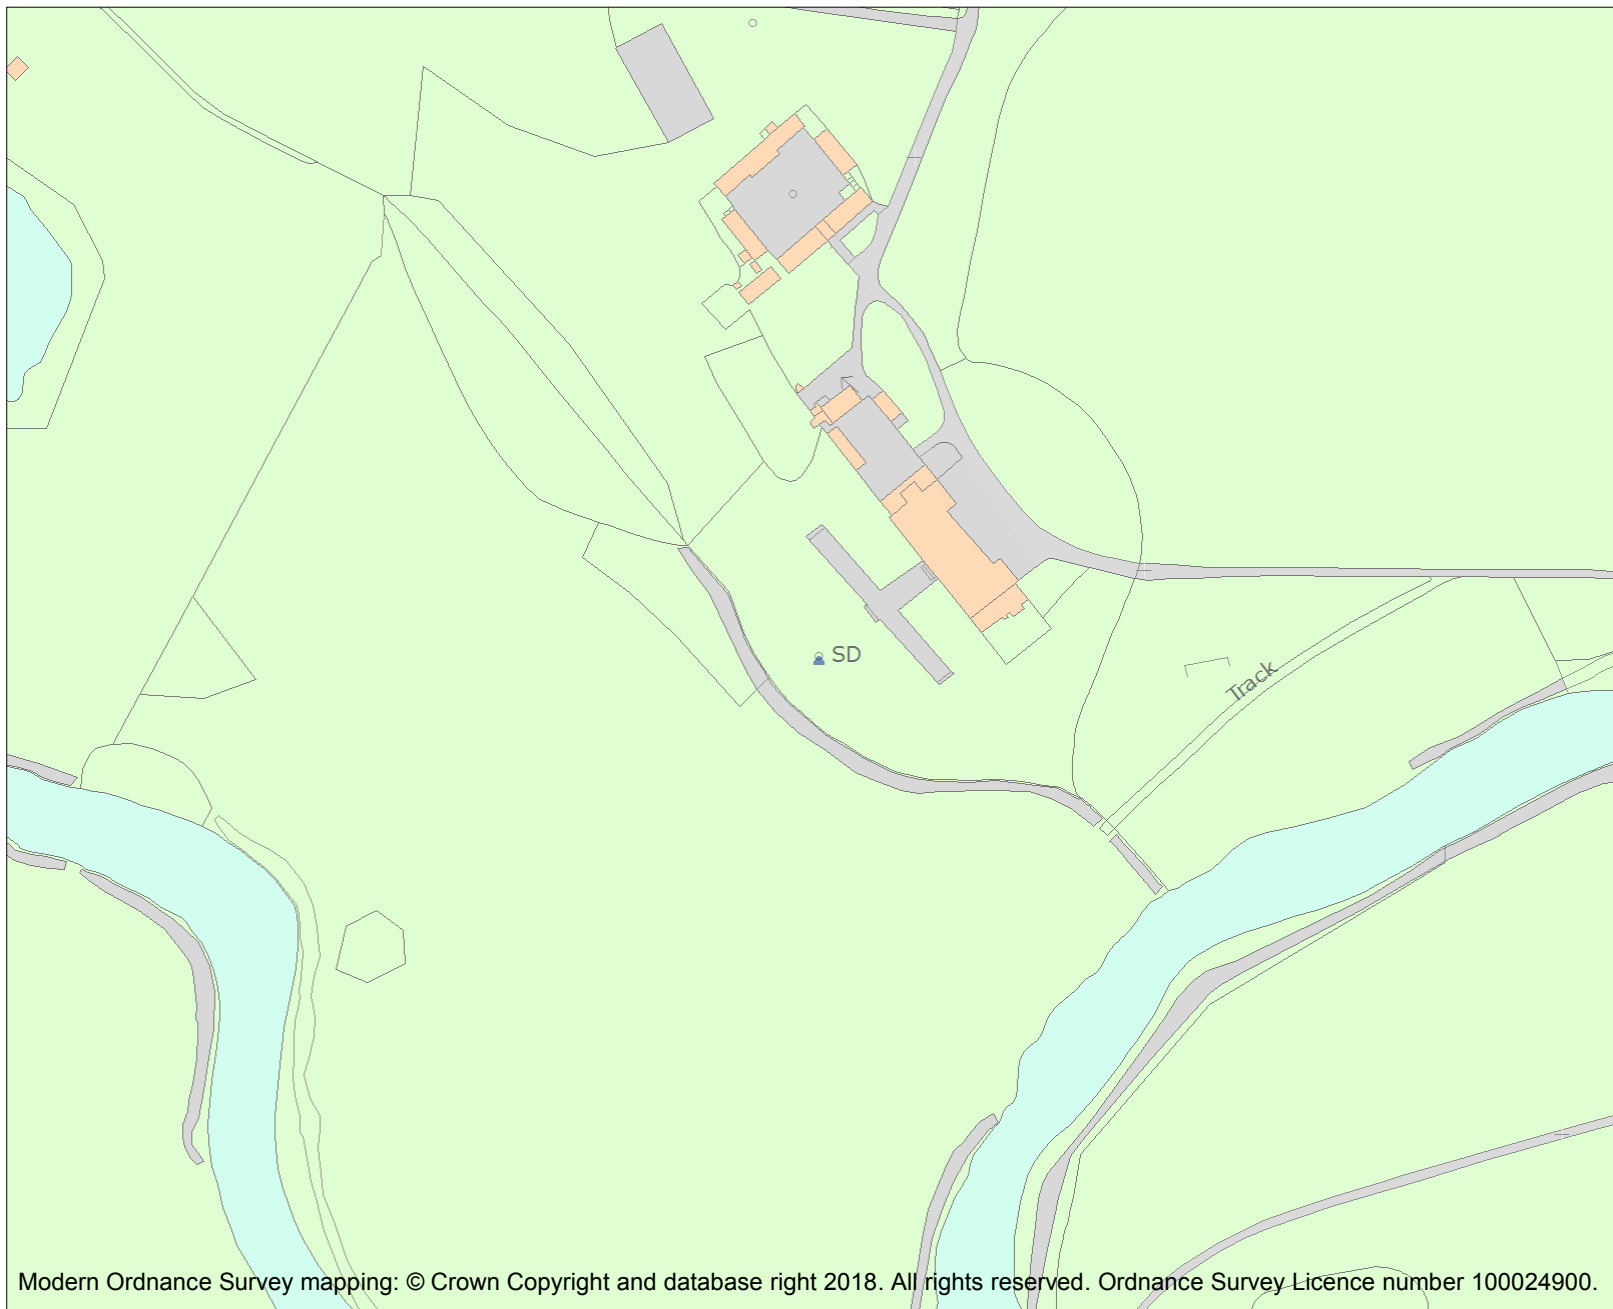 SD
Track
Modern Ordnance Survey mapping: © Crown Copyright and database right 2018. All rights reserved. Ordnance Survey Licence number 100024900.